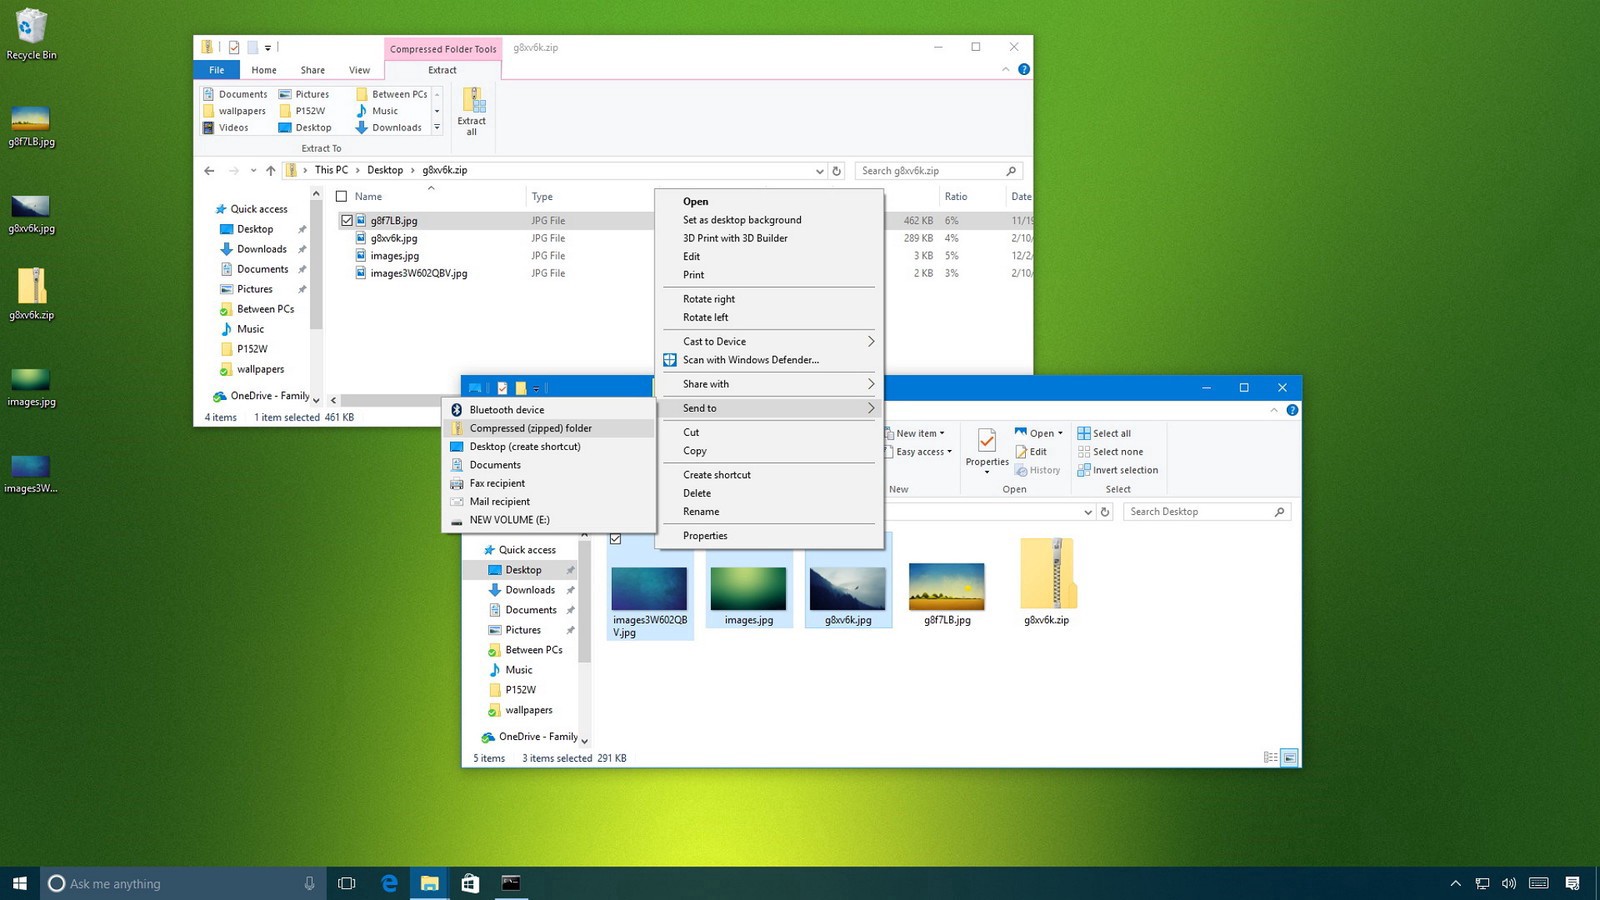 Recycle Bin
g8f7LB.jpg
g8xv6k.jpg
g8xv6k.zip
images.jpg
images3W...
Compressed Folder Tools
g8xv6k.zip
File Home Share View Extract
Documents Pictures Between PCs
wallpapers P152W Music
Videos Desktop Downloads
Extract To
Extract
all
This PC Desktop g8xv6k.zip
Search g8xv6k.zip
Name Type Ratio Date
g8f7LB.jpg JPG File 462 KB 6% 11/19
g8xv6k.jpg JPG File 289 KB 4% 2/10/
images.jpg JPG File 3 KB 5% 12/2/
images3W602QBV.jpg JPG File 2 KB 3% 2/10/
Quick access
Desktop
Downloads
Documents
Pictures
Between PCs
Music
P152W
wallpapers
OneDrive - Family
4 items 1 item selected 461 KB
Open
Set as desktop background
3D Print with 3D Builder
Edit
Print
Rotate right
Rotate left
Cast to Device
Scan with Windows Defender...
Share with
Send to
Cut
Copy
Create shortcut
Delete
Rename
Properties
Bluetooth device
Compressed (zipped) folder
Desktop (create shortcut)
Documents
Fax recipient
Mail recipient
NEW VOLUME (E:)
New item
Easy access
New
Properties
Open
Edit
History
Open
Select all
Select none
Invert selection
Select
Search Desktop
Quick access
Desktop
Downloads
Documents
Pictures
Between PCs
Music
P152W
wallpapers
OneDrive - Family
images3W602QB
V.jpg
images.jpg
g8xv6k.jpg
g8f7LB.jpg
g8xv6k.zip
5 items 3 items selected 291 KB
Ask me anything